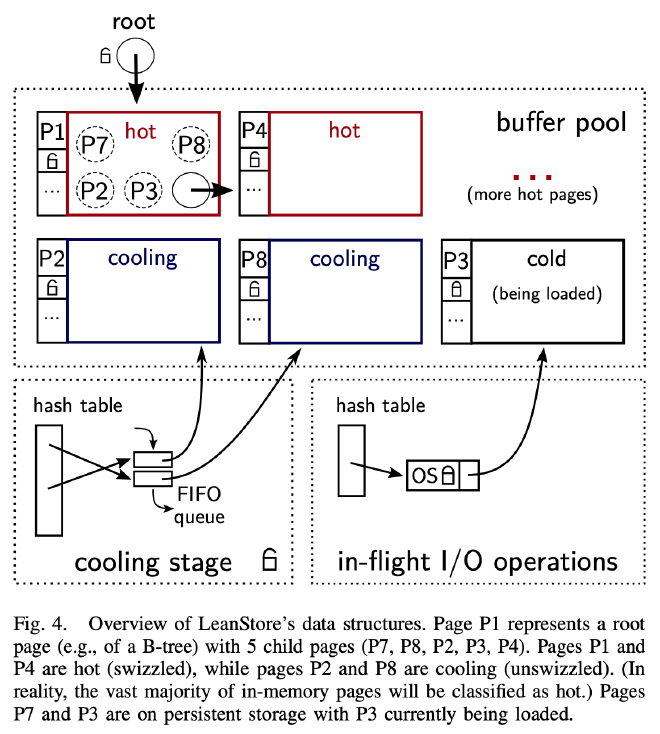 root
buffer pool
P1
hot
P7
P8
P2
P3
...
P4
hot
...
...
(more hot pages)
P2
cooling
...
P8
cooling
...
P3
cold
(being loaded)
...
hash table
FIFO
queue
cooling stage
hash table
OS
in-flight I/O operations
Fig. 4. Overview of LeanStore's data structures. Page P1 represents a root
page (e.g., of a B-tree) with 5 child pages (P7, P8, P2, P3, P4). Pages P1 and
P4 are hot (swizzled), while pages P2 and P8 are cooling (unswizzled). (In
reality, the vast majority of in-memory pages will be classified as hot.) Pages
P7 and P3 are on persistent storage with P3 currently being loaded.